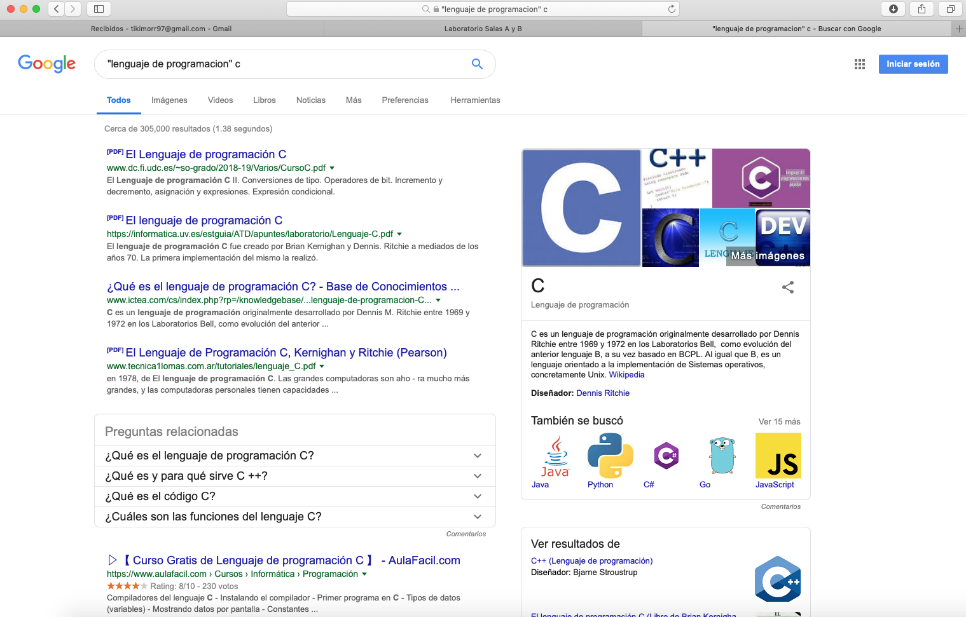 "lenguaje de programacion" c
Recibidos - tikimorr97@gmail.com - Gmail
Laboratorio Salas A y B
"lenguaje de programacion" c - Buscar con Google
Google
"lenguaje de programacion" c
Iniciar sesión
Todos Imágenes Videos Libros Noticias Más Preferencias Herramientas
Cerca de 305,000 resultados (1.38 segundos)
[PDF] El Lenguaje de programación C
www.dc.fi.udc.es/~so-grado/2018-19/Varios/CursoC.pdf
El Lenguaje de programación C II. Conversiones de tipo. Operadores de bit. Incremento y
decremento, asignación y expresiones. Expresión condicional.
[PDF] El lenguaje de programación C
https://informatica.uv.es/estguia/ATD/apuntes/laboratorio/Lenguaje-C.pdf
El lenguaje de programación C fue creado por Brian Kernighan y Dennis. Ritchie a mediados de los
años 70. La primera implementación del mismo la realizó.
¿Qué es el lenguaje de programación C? - Base de Conocimientos ...
www.ictea.com/cs/index.php?rp=/knowledgebase/...lenguaje-de-programacion-C...
C es un lenguaje de programación originalmente desarrollado por Dennis M. Ritchie entre 1969 y
1972 en los Laboratorios Bell, como evolución del anterior ...
[PDF] El Lenguaje de Programación C, Kernighan y Ritchie (Pearson)
www.tecnica1lomas.com.ar/tutoriales/lenguaje_C.pdf
en 1978, de El lenguaje de programación C. Las grandes computadoras son aho - ra mucho más
grandes, y las computadoras personales tienen capacidades ...
Preguntas relacionadas
¿Qué es el lenguaje de programación C?
¿Qué es y para qué sirve C ++?
¿Qué es el código C?
¿Cuáles son las funciones del lenguaje C?
Comentarios
▷【 Curso Gratis de Lenguaje de programación C 】 - AulaFacil.com
https://www.aulafacil.com › Cursos › Informática › Programación
Rating: 8/10 - 230 votos
Compiladores del lenguaje C - Instalando el compilador - Primer programa en C - Tipos de datos
(variables) - Mostrando datos por pantalla - Constantes ...
C
C++
C
C
C
DEV
Más imágenes
C
Lenguaje de programación
C es un lenguaje de programación originalmente desarrollado por Dennis
Ritchie entre 1969 y 1972 en los Laboratorios Bell, como evolución del
anterior lenguaje B, a su vez basado en BCPL. Al igual que B, es un
lenguaje orientado a la implementación de Sistemas operativos,
concretamente Unix. Wikipedia
Diseñador: Dennis Ritchie
También se buscó
Ver 15 más
Java
C#
JS
Java Python C# Go JavaScript
Comentarios
Ver resultados de
C++ (Lenguaje de programación)
Diseñador: Bjarne Stroustrup
C++
El lenguaje de programación C (Libro de Brian Kernigha